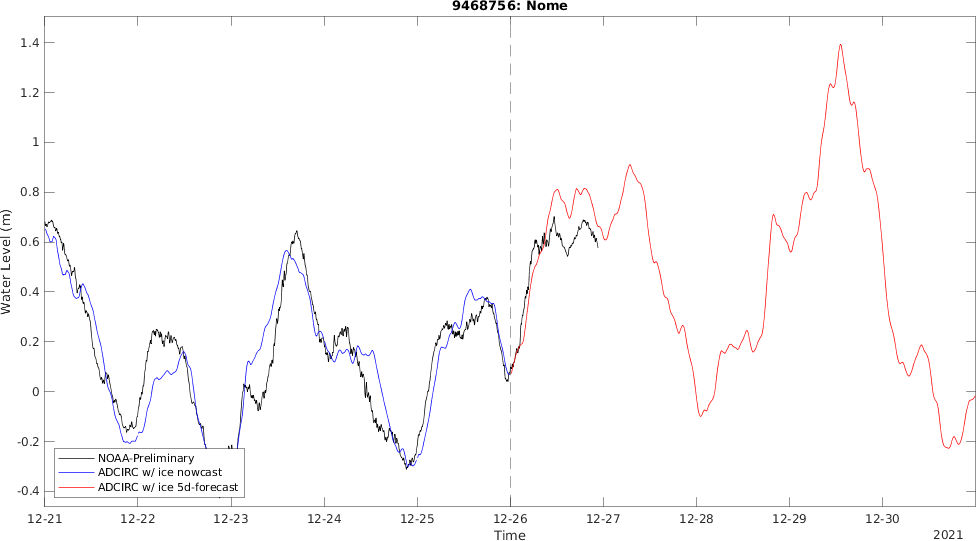 9468756: Nome
1.4
1.2
1
0.8
0.6
0.4
0.2
0
-0.2
-0.4
Water Level (m)
NOAA-Preliminary
ADCIRC w/ ice nowcast
ADCIRC w/ ice 5d-forecast
12-21 12-22 12-23 12-24 12-25 12-26 12-27 12-28 12-29 12-30
Time
2021